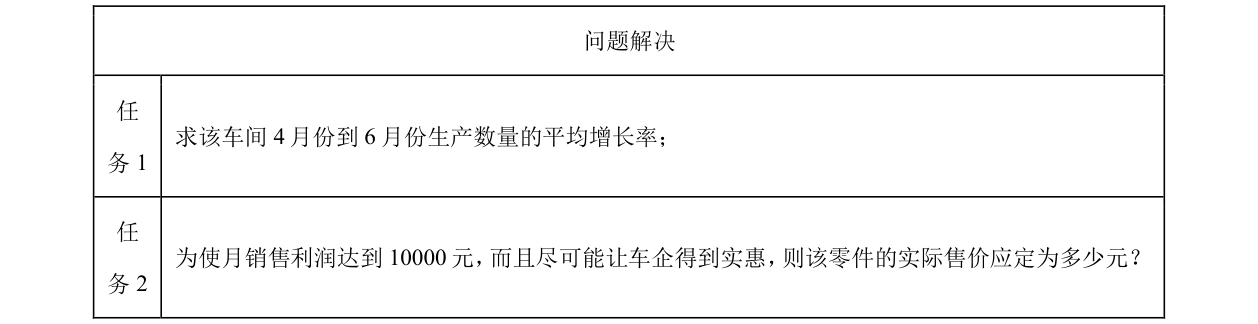 问题解决
任
务 1
求该车间 4 月份到 6 月份生产数量的平均增长率；
任
务 2
为使月销售利润达到 10000 元，而且尽可能让车企得到实惠，则该零件的实际售价应定为多少元？